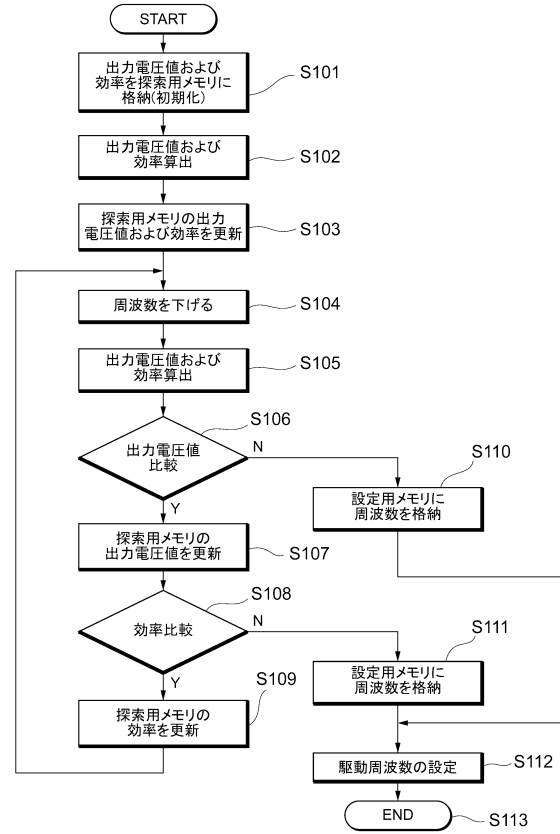 START
出力電圧値および
効率を探索用メモリに
格納(初期化)
S101
出力電圧値および
効率算出
S102
探索用メモリの出力
電圧値および効率を更新
S103
周波数を下げる
S104
出力電圧値および
効率算出
S105
出力電圧値
比較
S106
N
Y
設定用メモリに
周波数を格納
S110
探索用メモリの
出力電圧値を更新
S107
効率比較
S108
N
Y
設定用メモリに
周波数を格納
S111
探索用メモリの
効率を更新
S109
駆動周波数の設定
S112
END
S113